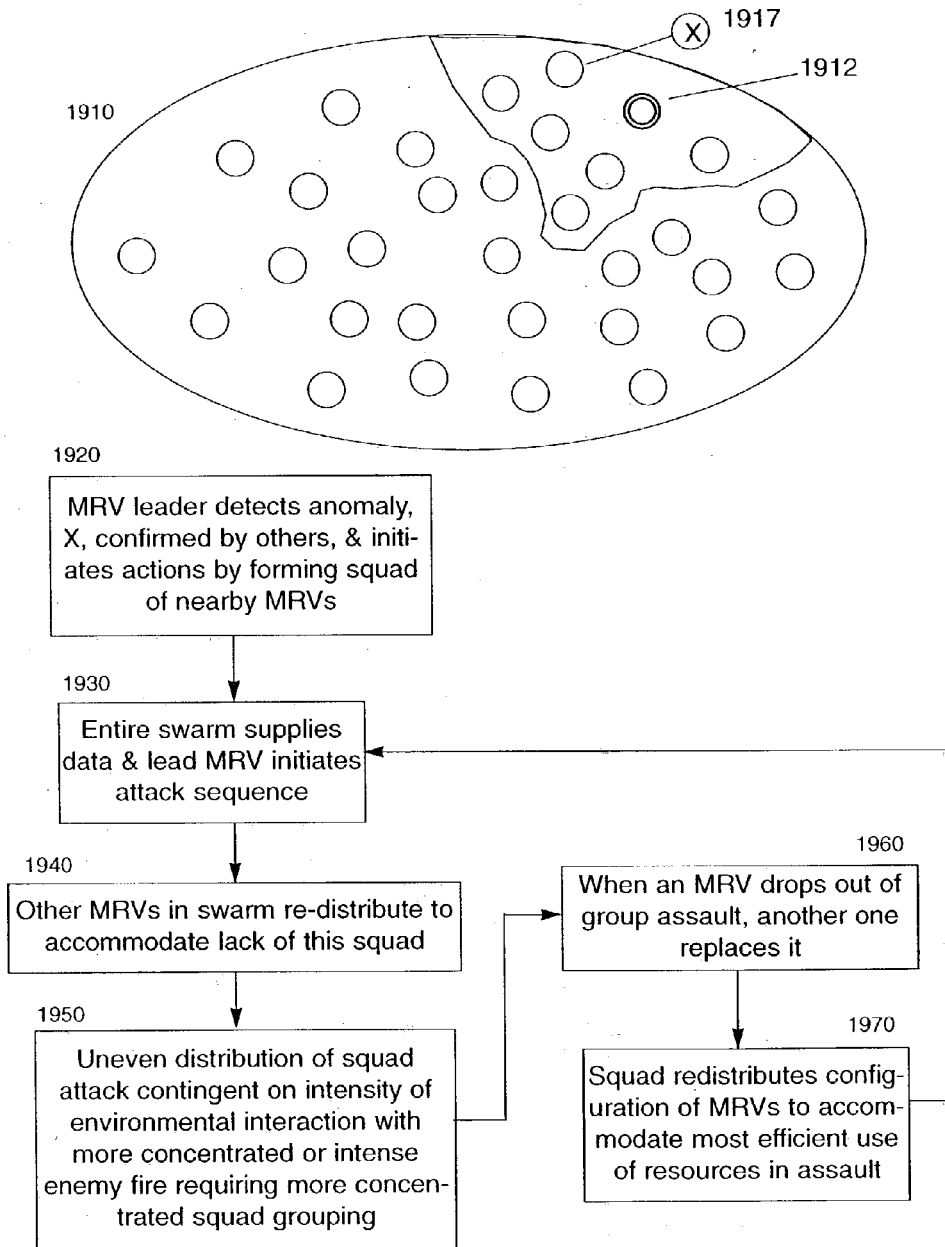 1917
X
1912
1910
1920
MRV leader detects anomaly,
X, confirmed by others, & initi-
ates actions by forming squad
of nearby MRVs
1930
Entire swarm supplies
data & lead MRV initiates
attack sequence
1940
Other MRVs in swarm re-distribute to
accommodate lack of this squad
1950
Uneven distribution of squad
attack contingent on intensity of
environmental interaction with
more concentrated or intense
enemy fire requiring more concen-
trated squad grouping
1960
When an MRV drops out of
group assault, another one
replaces it
1970
Squad redistributes config-
uration of MRVs to accom-
modate most efficient use
of resources in assault